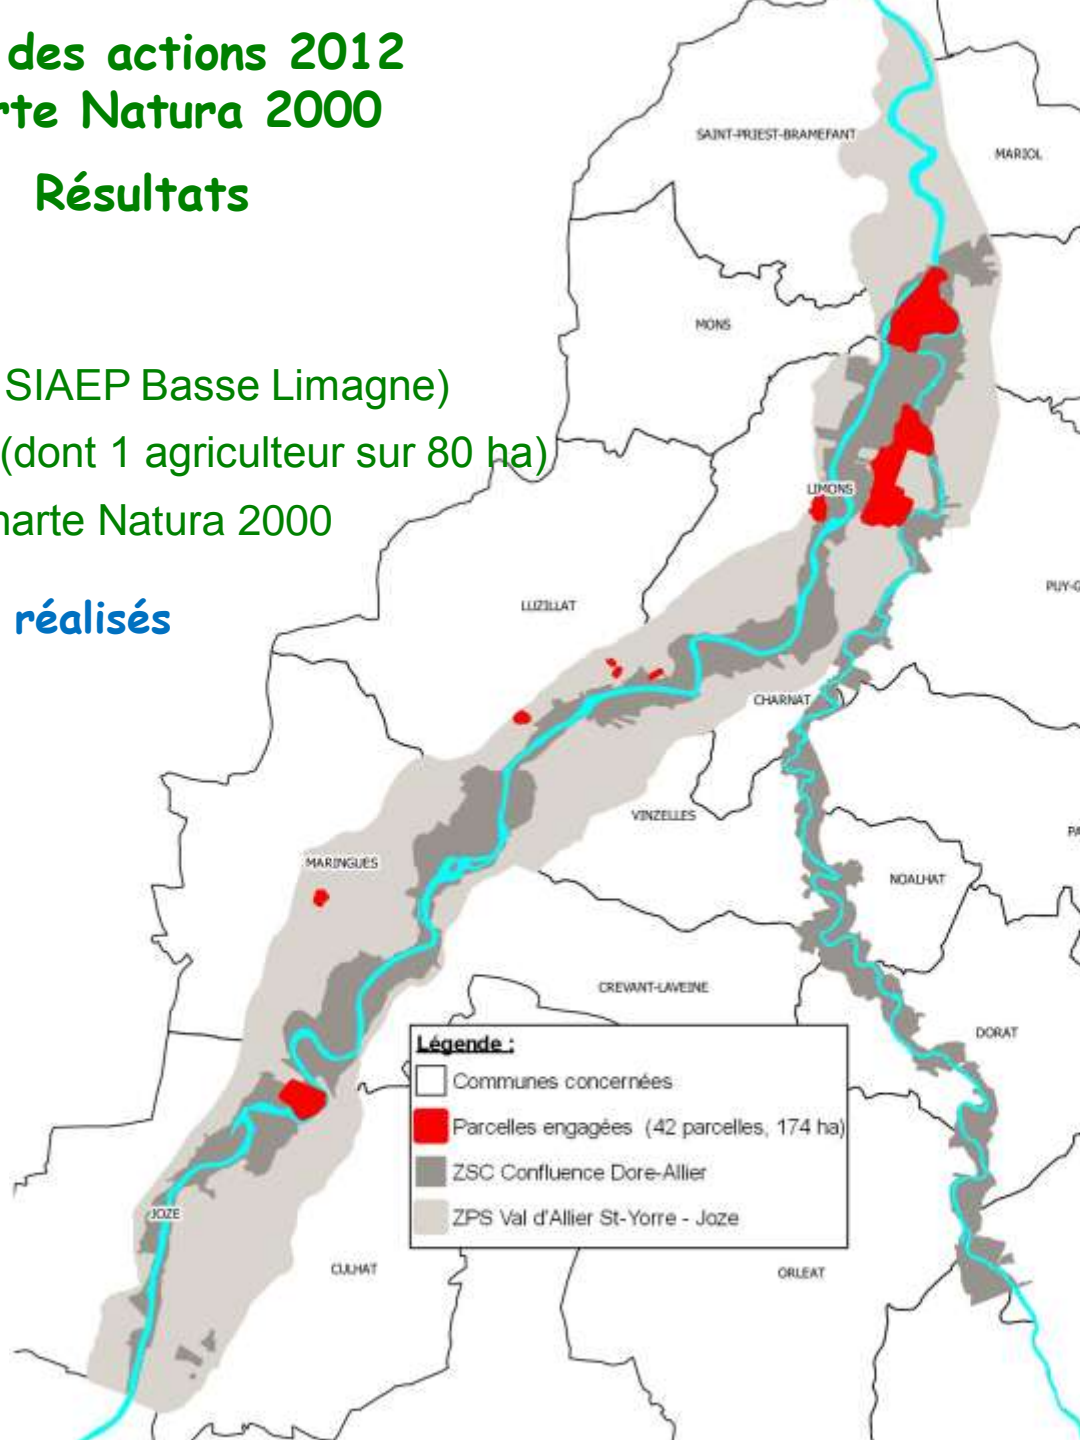 des actions 2012
rte Natura 2000
Résultats
SIAEP Basse Limagne)
(dont 1 agriculteur sur 80 ha)
harte Natura 2000
réalisés
SAINT-PRIEST-BRAMEFANT
MARIOL
MONS
LIMONS
PUY-G
LUZILLAT
CHARNAT
VINZELLES
PA
MARINGUES
NOALHAT
CREVANT-LAVEINE
DORAT
Légende :
Communes concernées
Parcelles engagées (42 parcelles, 174 ha)
ZSC Confluence Dore-Allier
ZPS Val d'Allier St-Yorre - Joze
JOZE
CULHAT
ORLEAT